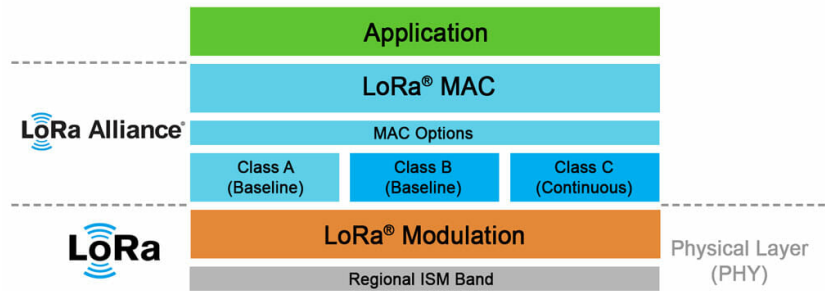 Application
LoRa® MAC
LoRa Alliance®
MAC Options
Class A
(Baseline)
Class B
(Baseline)
Class C
(Continuous)
LoRa
LoRa® Modulation
Physical Layer
(PHY)
Regional ISM Band